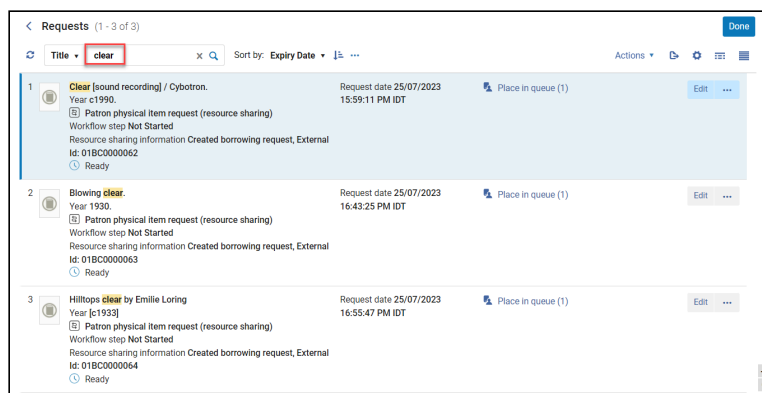 Requests (1 - 3 of 3)
Done
Title clear Sort by: Expiry Date Actions
1 Clear [sound recording] / Cybotron. Request date 25/07/2023 Place in queue (1) Edit
Year c1990. 15:59:11 PM IDT
Patron physical item request (resource sharing)
Workflow step Not Started
Resource sharing information Created borrowing request, External
Id: 01BC0000062
Ready
2 Blowing clear. Request date 25/07/2023 Place in queue (1) Edit
Year 1930. 16:43:25 PM IDT
Patron physical item request (resource sharing)
Workflow step Not Started
Resource sharing information Created borrowing request, External
Id: 01BC0000063
Ready
3 Hilltops clear by Emilie Loring Request date 25/07/2023 Place in queue (1) Edit
Year [c1933] 16:55:47 PM IDT
Patron physical item request (resource sharing)
Workflow step Not Started
Resource sharing information Created borrowing request, External
Id: 01BC0000064
Ready